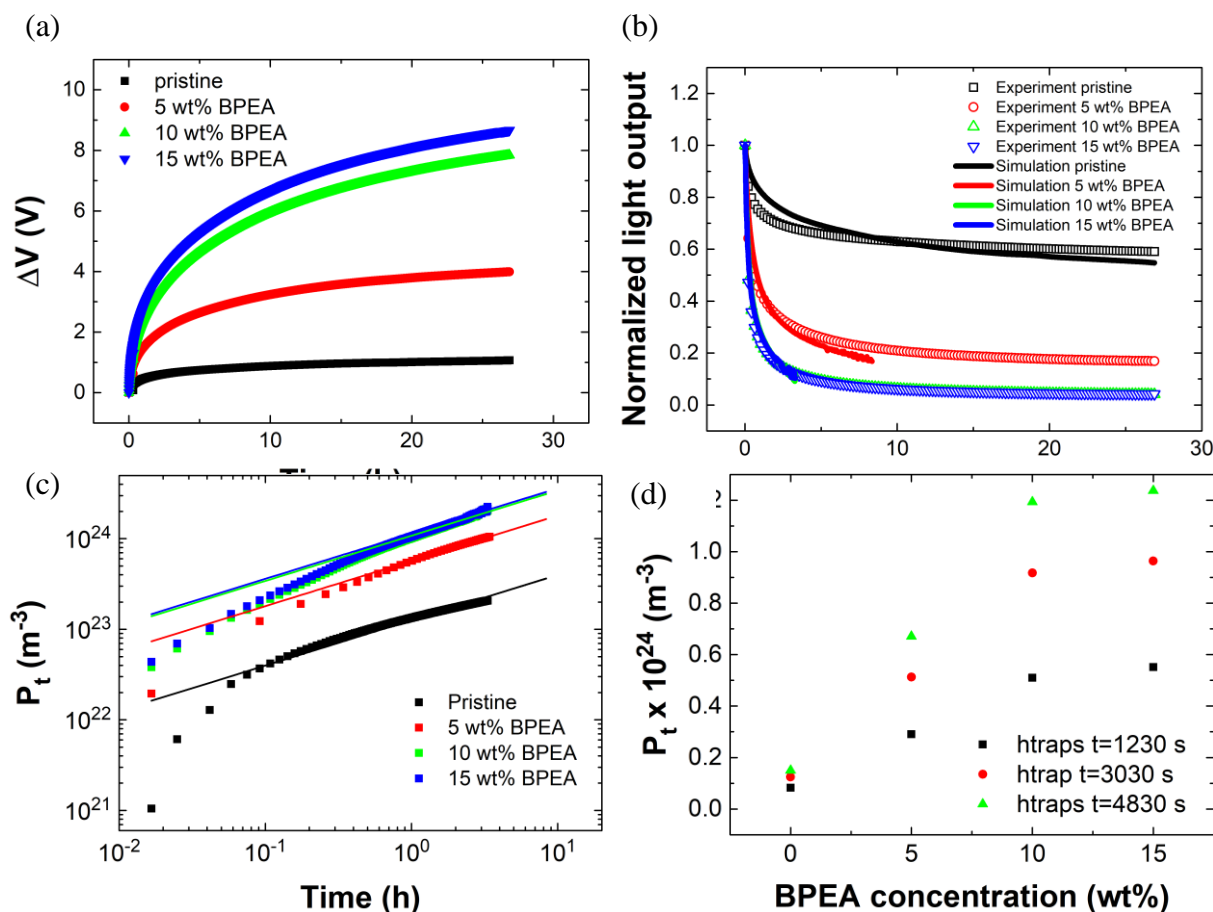 (a)
ΔV (V)
10
8
6
4
2
0
pristine
5 wt% BPEA
10 wt% BPEA
15 wt% BPEA
0
10
20
30
(b)
Normalized light output
1.2
1.0
0.8
0.6
0.4
0.2
0.0
Experiment pristine
Experiment 5 wt% BPEA
Experiment 10 wt% BPEA
Experiment 15 wt% BPEA
Simulation pristine
Simulation 5 wt% BPEA
Simulation 10 wt% BPEA
Simulation 15 wt% BPEA
0
10
20
30
(c)
Pt (m-3)
10^24
10^23
10^22
10^21
Pristine
5 wt% BPEA
10 wt% BPEA
15 wt% BPEA
10^-2
10^-1
10^0
10^1
Time (h)
(d)
Pt x 10^24 (m-3)
1.0
0.8
0.6
0.4
0.2
0.0
htraps t=1230 s
htrap t=3030 s
htraps t=4830 s
0
5
10
15
BPEA concentration (wt%)